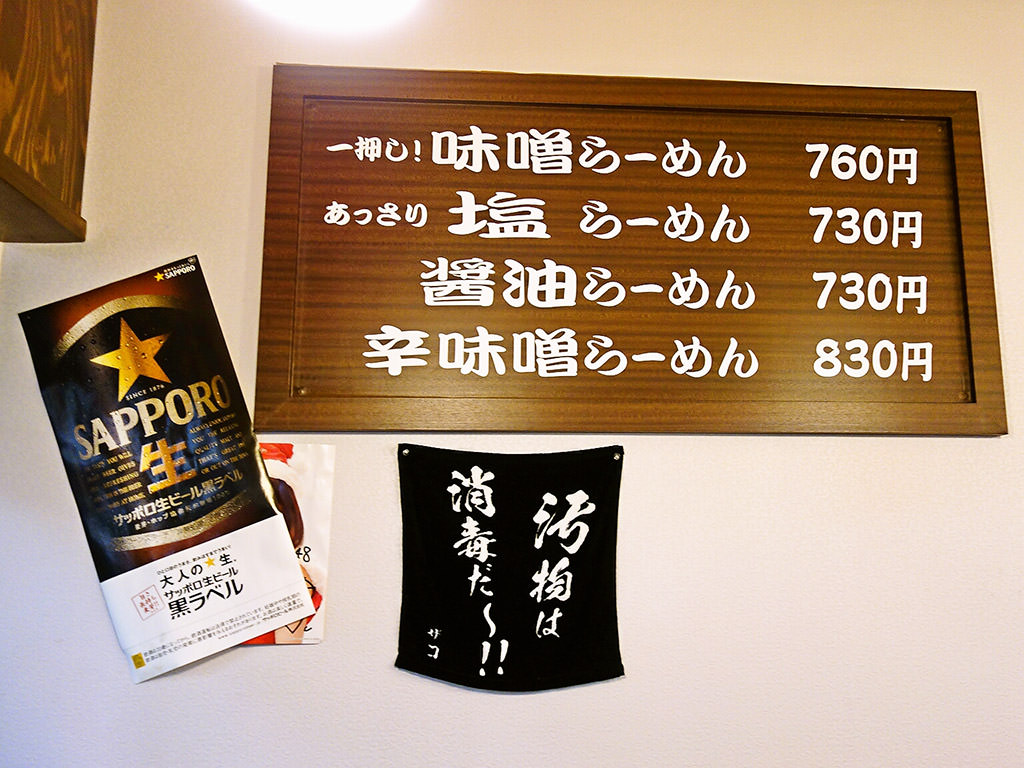 一押し!味噌らーめん 760円
あっさり 塩 らーめん 730円
醤油らーめん 730円
辛味噌らーめん 830円
SAPPORO
SINCE 1876
SAPPORO
生
サッポロ生ビール黒ラベル
大人の★生。
サッポロ生ビール
黒ラベル
汚物は
消毒だ〜!!
ザコ